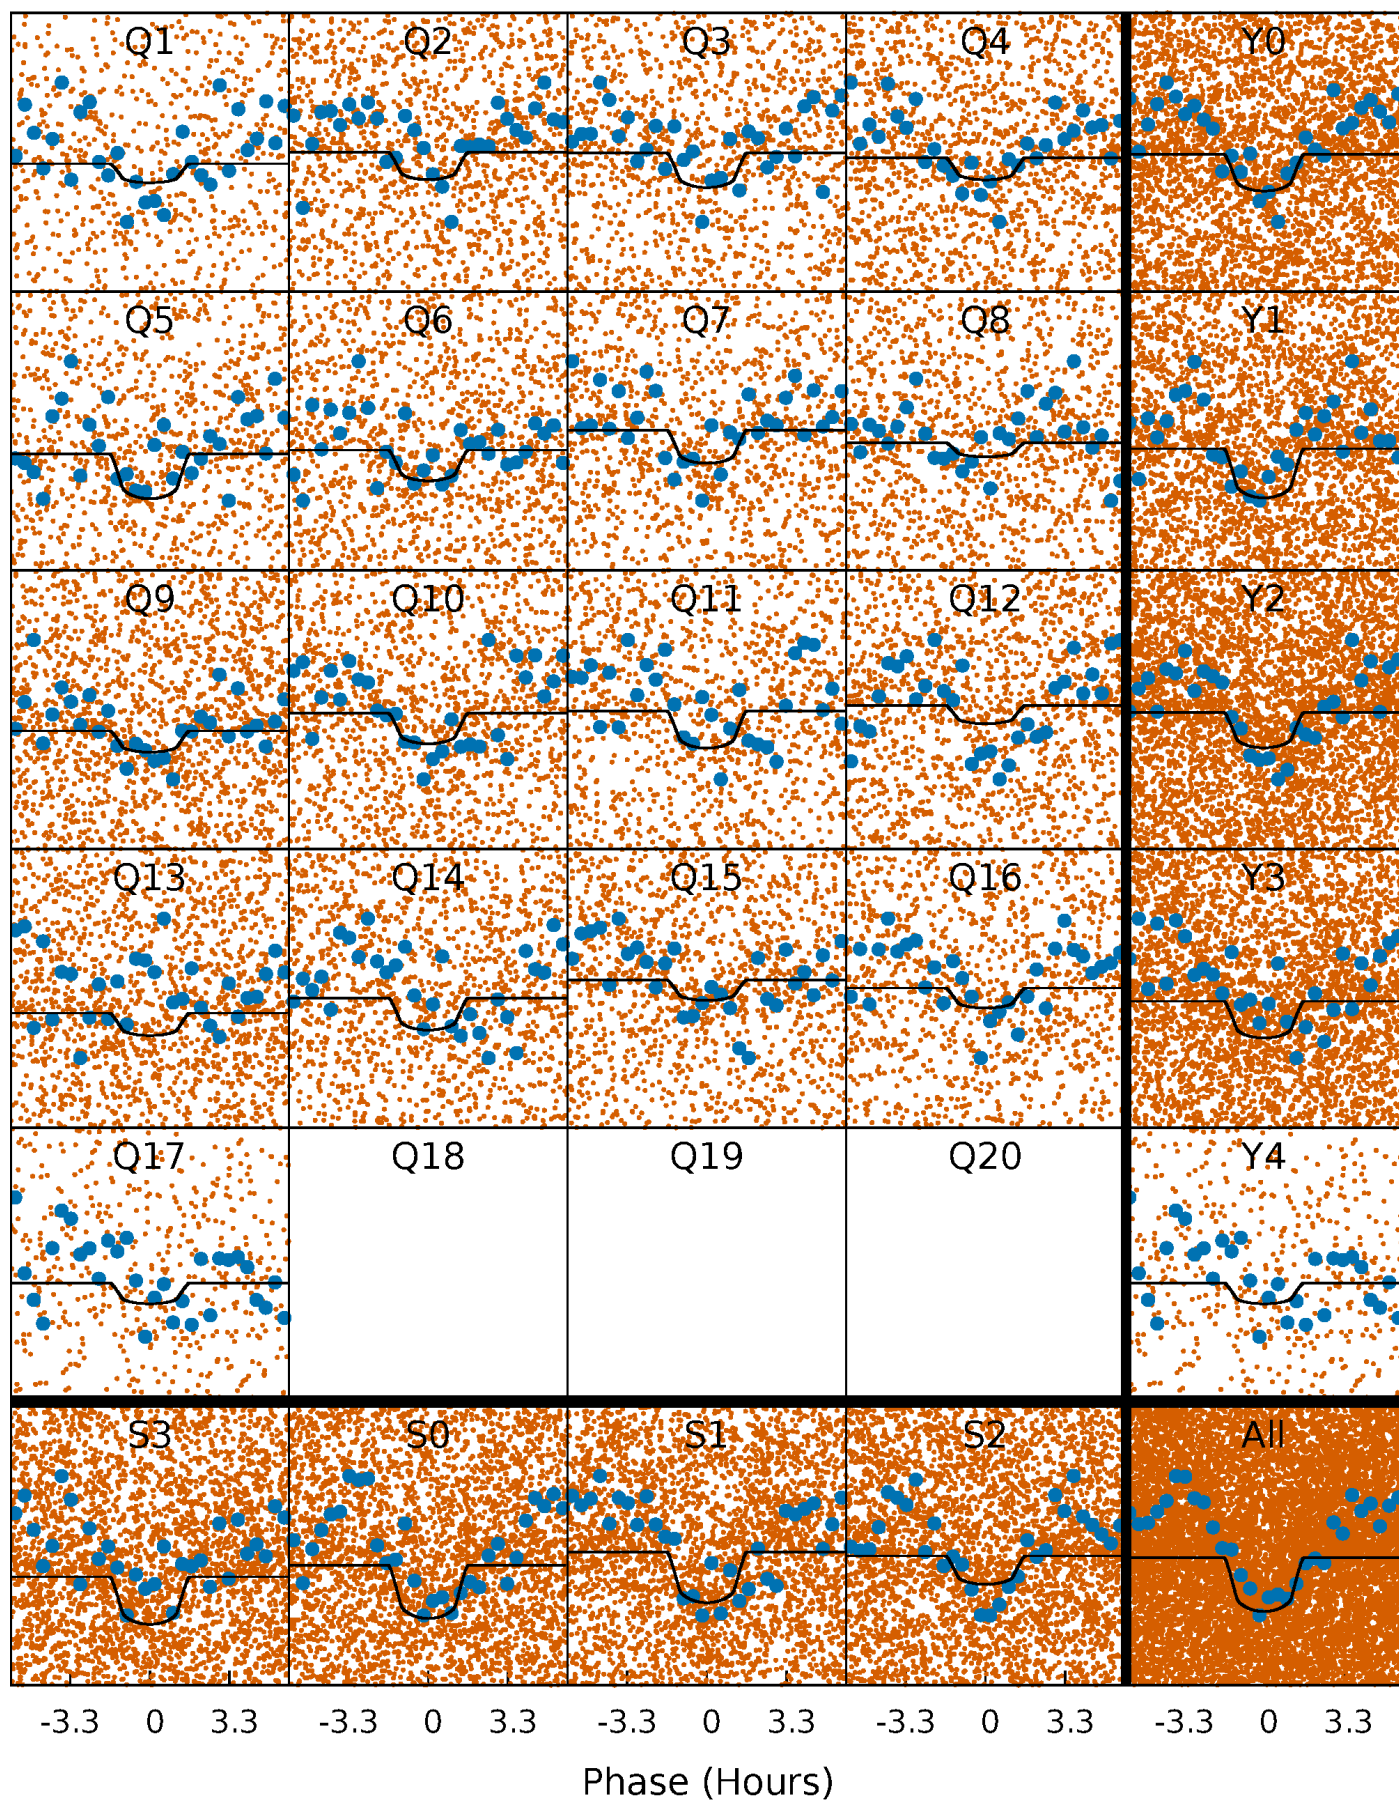 Q1 Q2 Q3 Q4 Y0
Q5 Q6 Q7 Q8 Y1
Q9 Q10 Q11 Q12 Y2
Q13 Q14 Q15 Q16 Y3
Q17 Q18 Q19 Q20 Y4
S3 S0 S1 S2 All
-3.3 0 3.3 -3.3 0 3.3 -3.3 0 3.3 -3.3 0 3.3 -3.3 0 3.3
Phase (Hours)